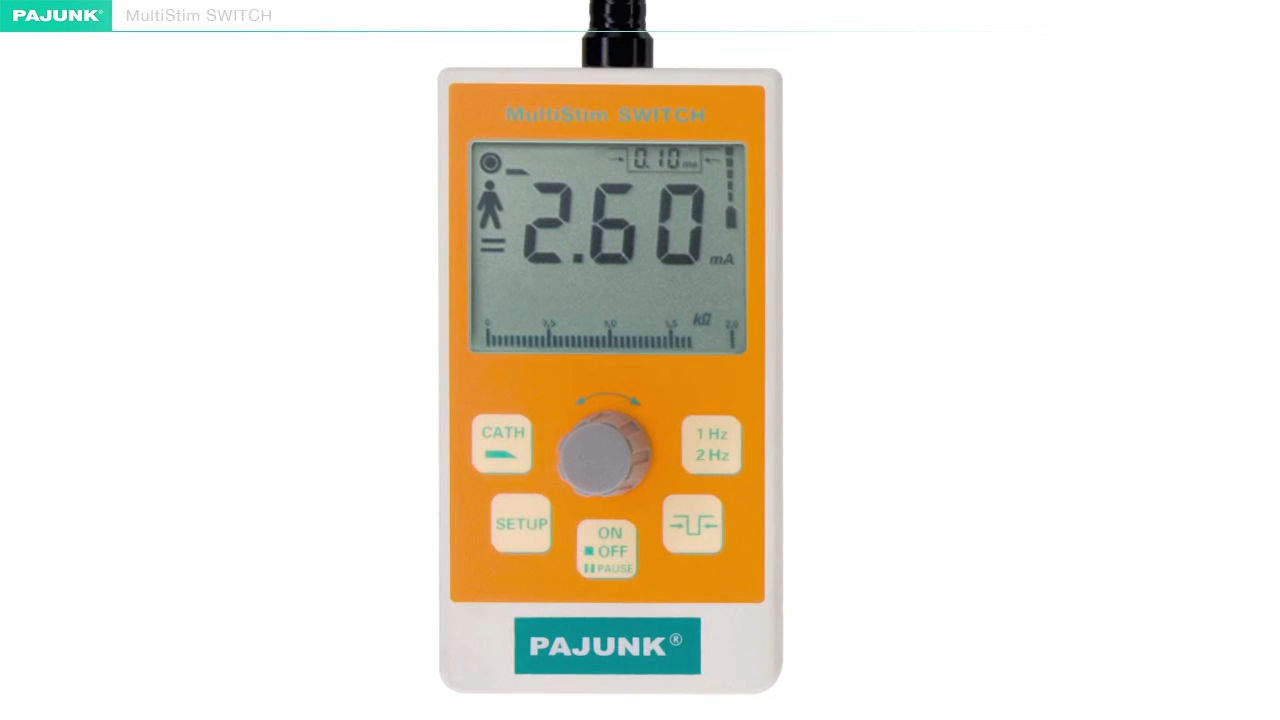 PAJUNK® MultiStim SWITCH
MultiStim SWITCH
0.10 ms
2.60 mA
kΩ
0 0,5 1,0 1,5 2,0
CATH
1 Hz
2 Hz
SETUP
ON
OFF
PAUSE
PAJUNK®